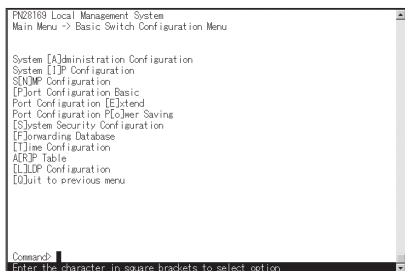 PN28169 Local Management System
Main Menu -> Basic Switch Configuration Menu
System [A]dministration Configuration
System [I]P Configuration
S[N]MP Configuration
[P]ort Configuration Basic
Port Configuration [E]xtend
Port Configuration P[o]wer Saving
[S]ystem Security Configuration
[F]orwarding Database
[T]ime Configuration
A[R]P Table
[L]LDP Configuration
[Q]uit to previous menu
Command>
Enter the character in square brackets to select option